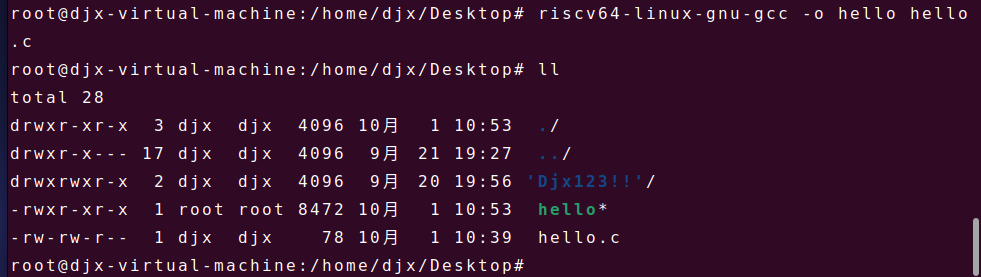 root@djx-virtual-machine:/home/djx/Desktop# riscv64-linux-gnu-gcc -o hello hello
.c
root@djx-virtual-machine:/home/djx/Desktop# ll
total 28
drwxr-xr-x  3 djx  djx  4096 10月  1 10:53  ./
drwxr-x--- 17 djx  djx  4096  9月 21 19:27  ../
drwxrwxr-x  2 djx  djx  4096  9月 20 19:56 'Djx123!!'/
-rwxr-xr-x  1 root root 8472 10月  1 10:53  hello*
-rw-rw-r--  1 djx  djx    78 10月  1 10:39  hello.c
root@djx-virtual-machine:/home/djx/Desktop#